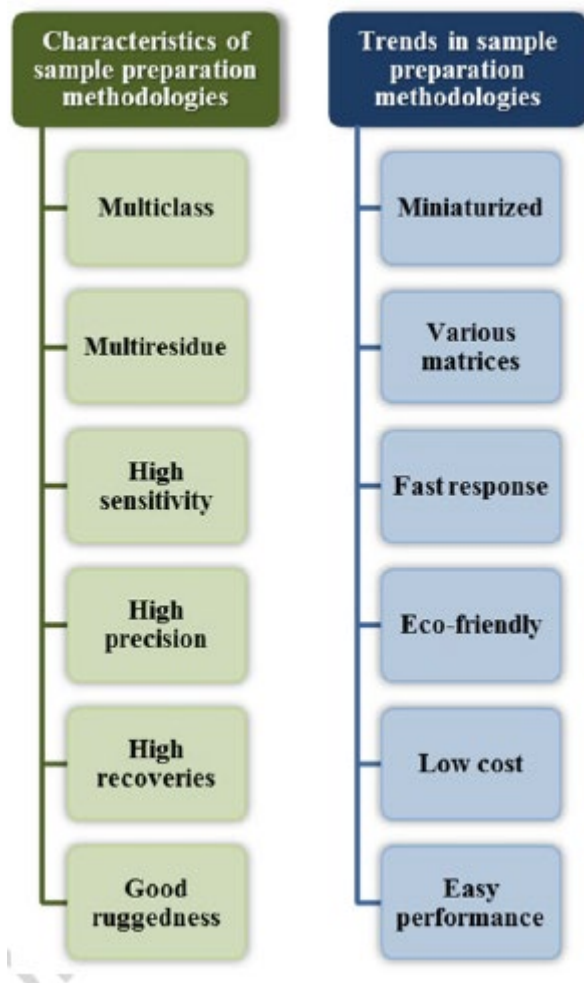 Characteristics of
sample preparation
methodologies
Multiclass
Multiresidue
High
sensitivity
High
precision
High
recoveries
Good
ruggedness
Trends in sample
preparation
methodologies
Miniaturized
Various
matrices
Fast response
Eco-friendly
Low cost
Easy
performance